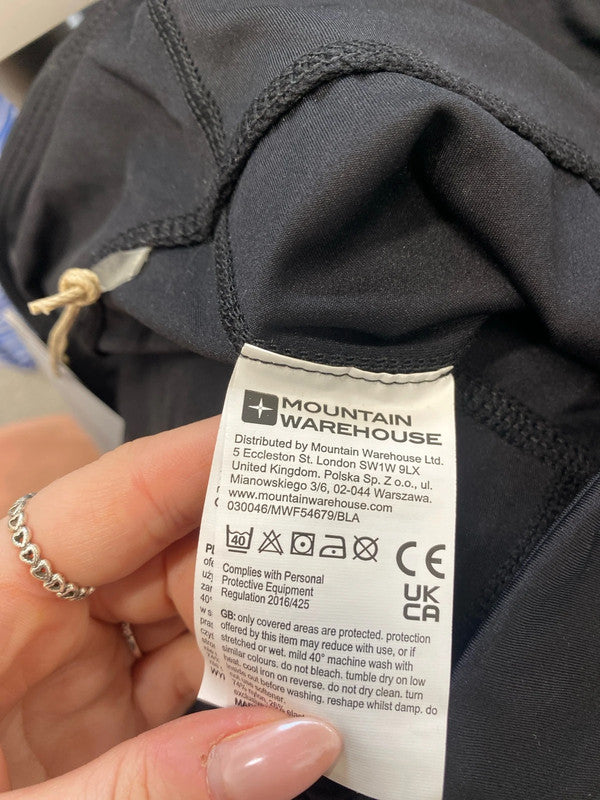 MOUNTAIN
WAREHOUSE
Distributed by Mountain Warehouse Ltd.
5 Eccleston St. London SW1W 9LX
United Kingdom. Polska Sp. Z o.o., ul.
Mianowskiego 3/6, 02-044 Warszawa.
www.mountainwarehouse.com
030046/MWF54679/BLA
40
CE
UK
CA
Complies with Personal
Protective Equipment
Regulation 2016/425
GB: only covered areas are protected. protection
offered by this item may reduce with use, or if
stretched or wet. mild 40° machine wash with
similar colours. do not bleach. tumble dry on low
heat. cool iron on reverse. do not dry clean. turn
inside out before washing. reshape whilst damp. do
softener.
74% nylon, 26%